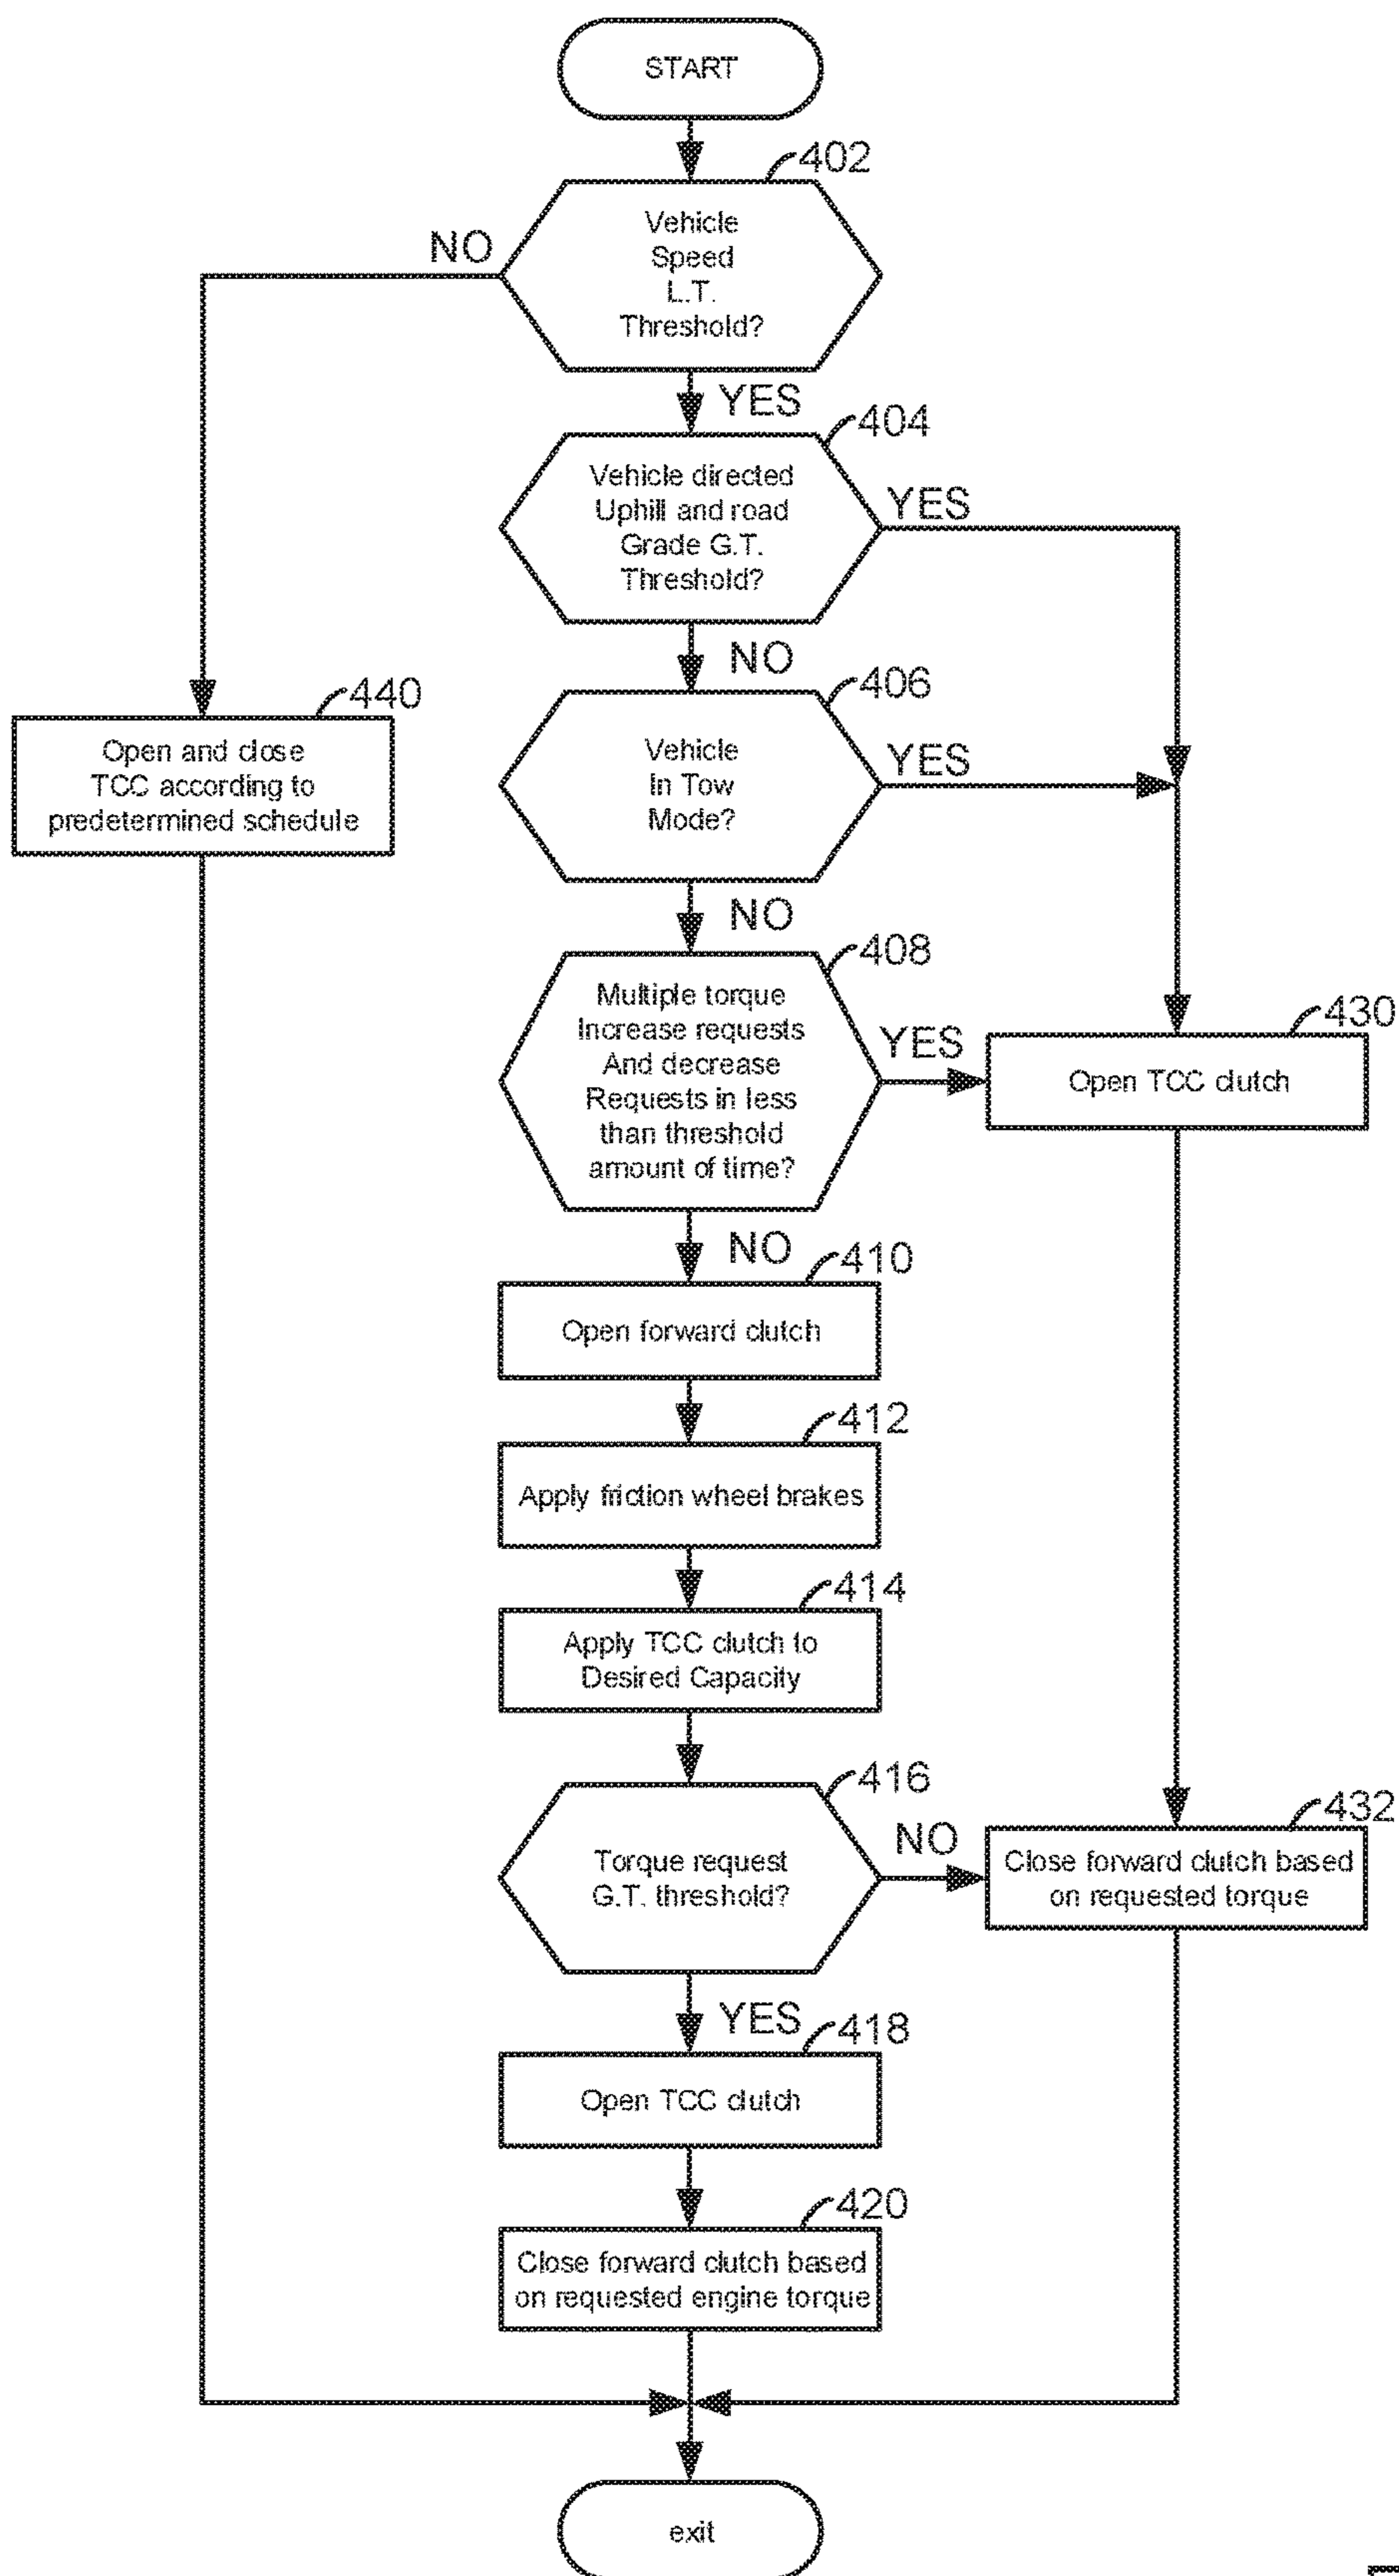 START
402
Vehicle
Speed
L.T.
Threshold?
NO
YES
404
Vehicle directed
Uphill and road
Grade G.T.
Threshold?
YES
NO
406
Vehicle
In Tow
Mode?
YES
440
Open and close
TCC according to
predetermined schedule
NO
408
Multiple torque
Increase requests
And decrease
Requests in less
than threshold
amount of time?
YES
430
Open TCC clutch
NO
410
Open forward clutch
412
Apply friction wheel brakes
414
Apply TCC clutch to
Desired Capacity
416
Torque request
G.T. threshold?
NO
432
Close forward clutch based
on requested torque
YES
418
Open TCC clutch
420
Close forward clutch based
on requested engine torque
exit